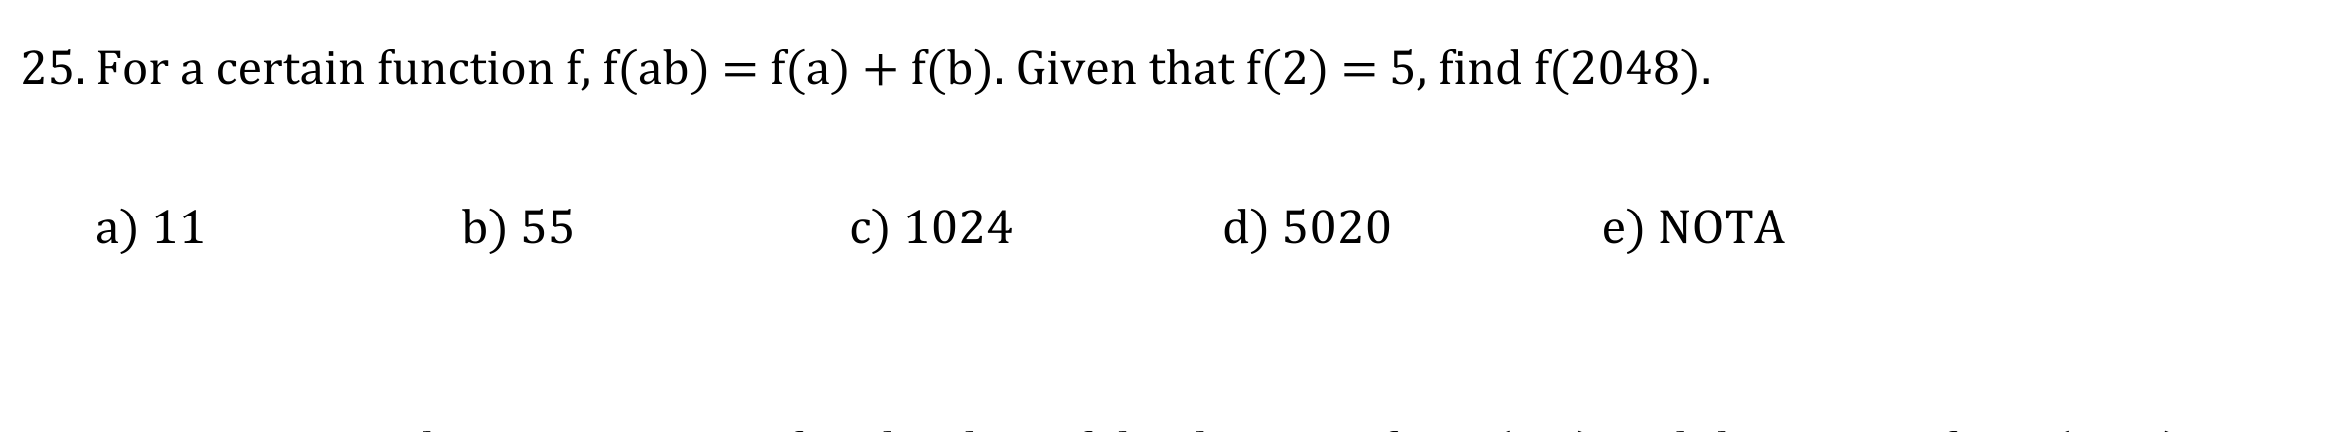 25. For a certain function f, f(ab) = f(a) + f(b). Given that f(2) = 5, find f(2048).
a) 11 b) 55 c) 1024 d) 5020 e) NOTA